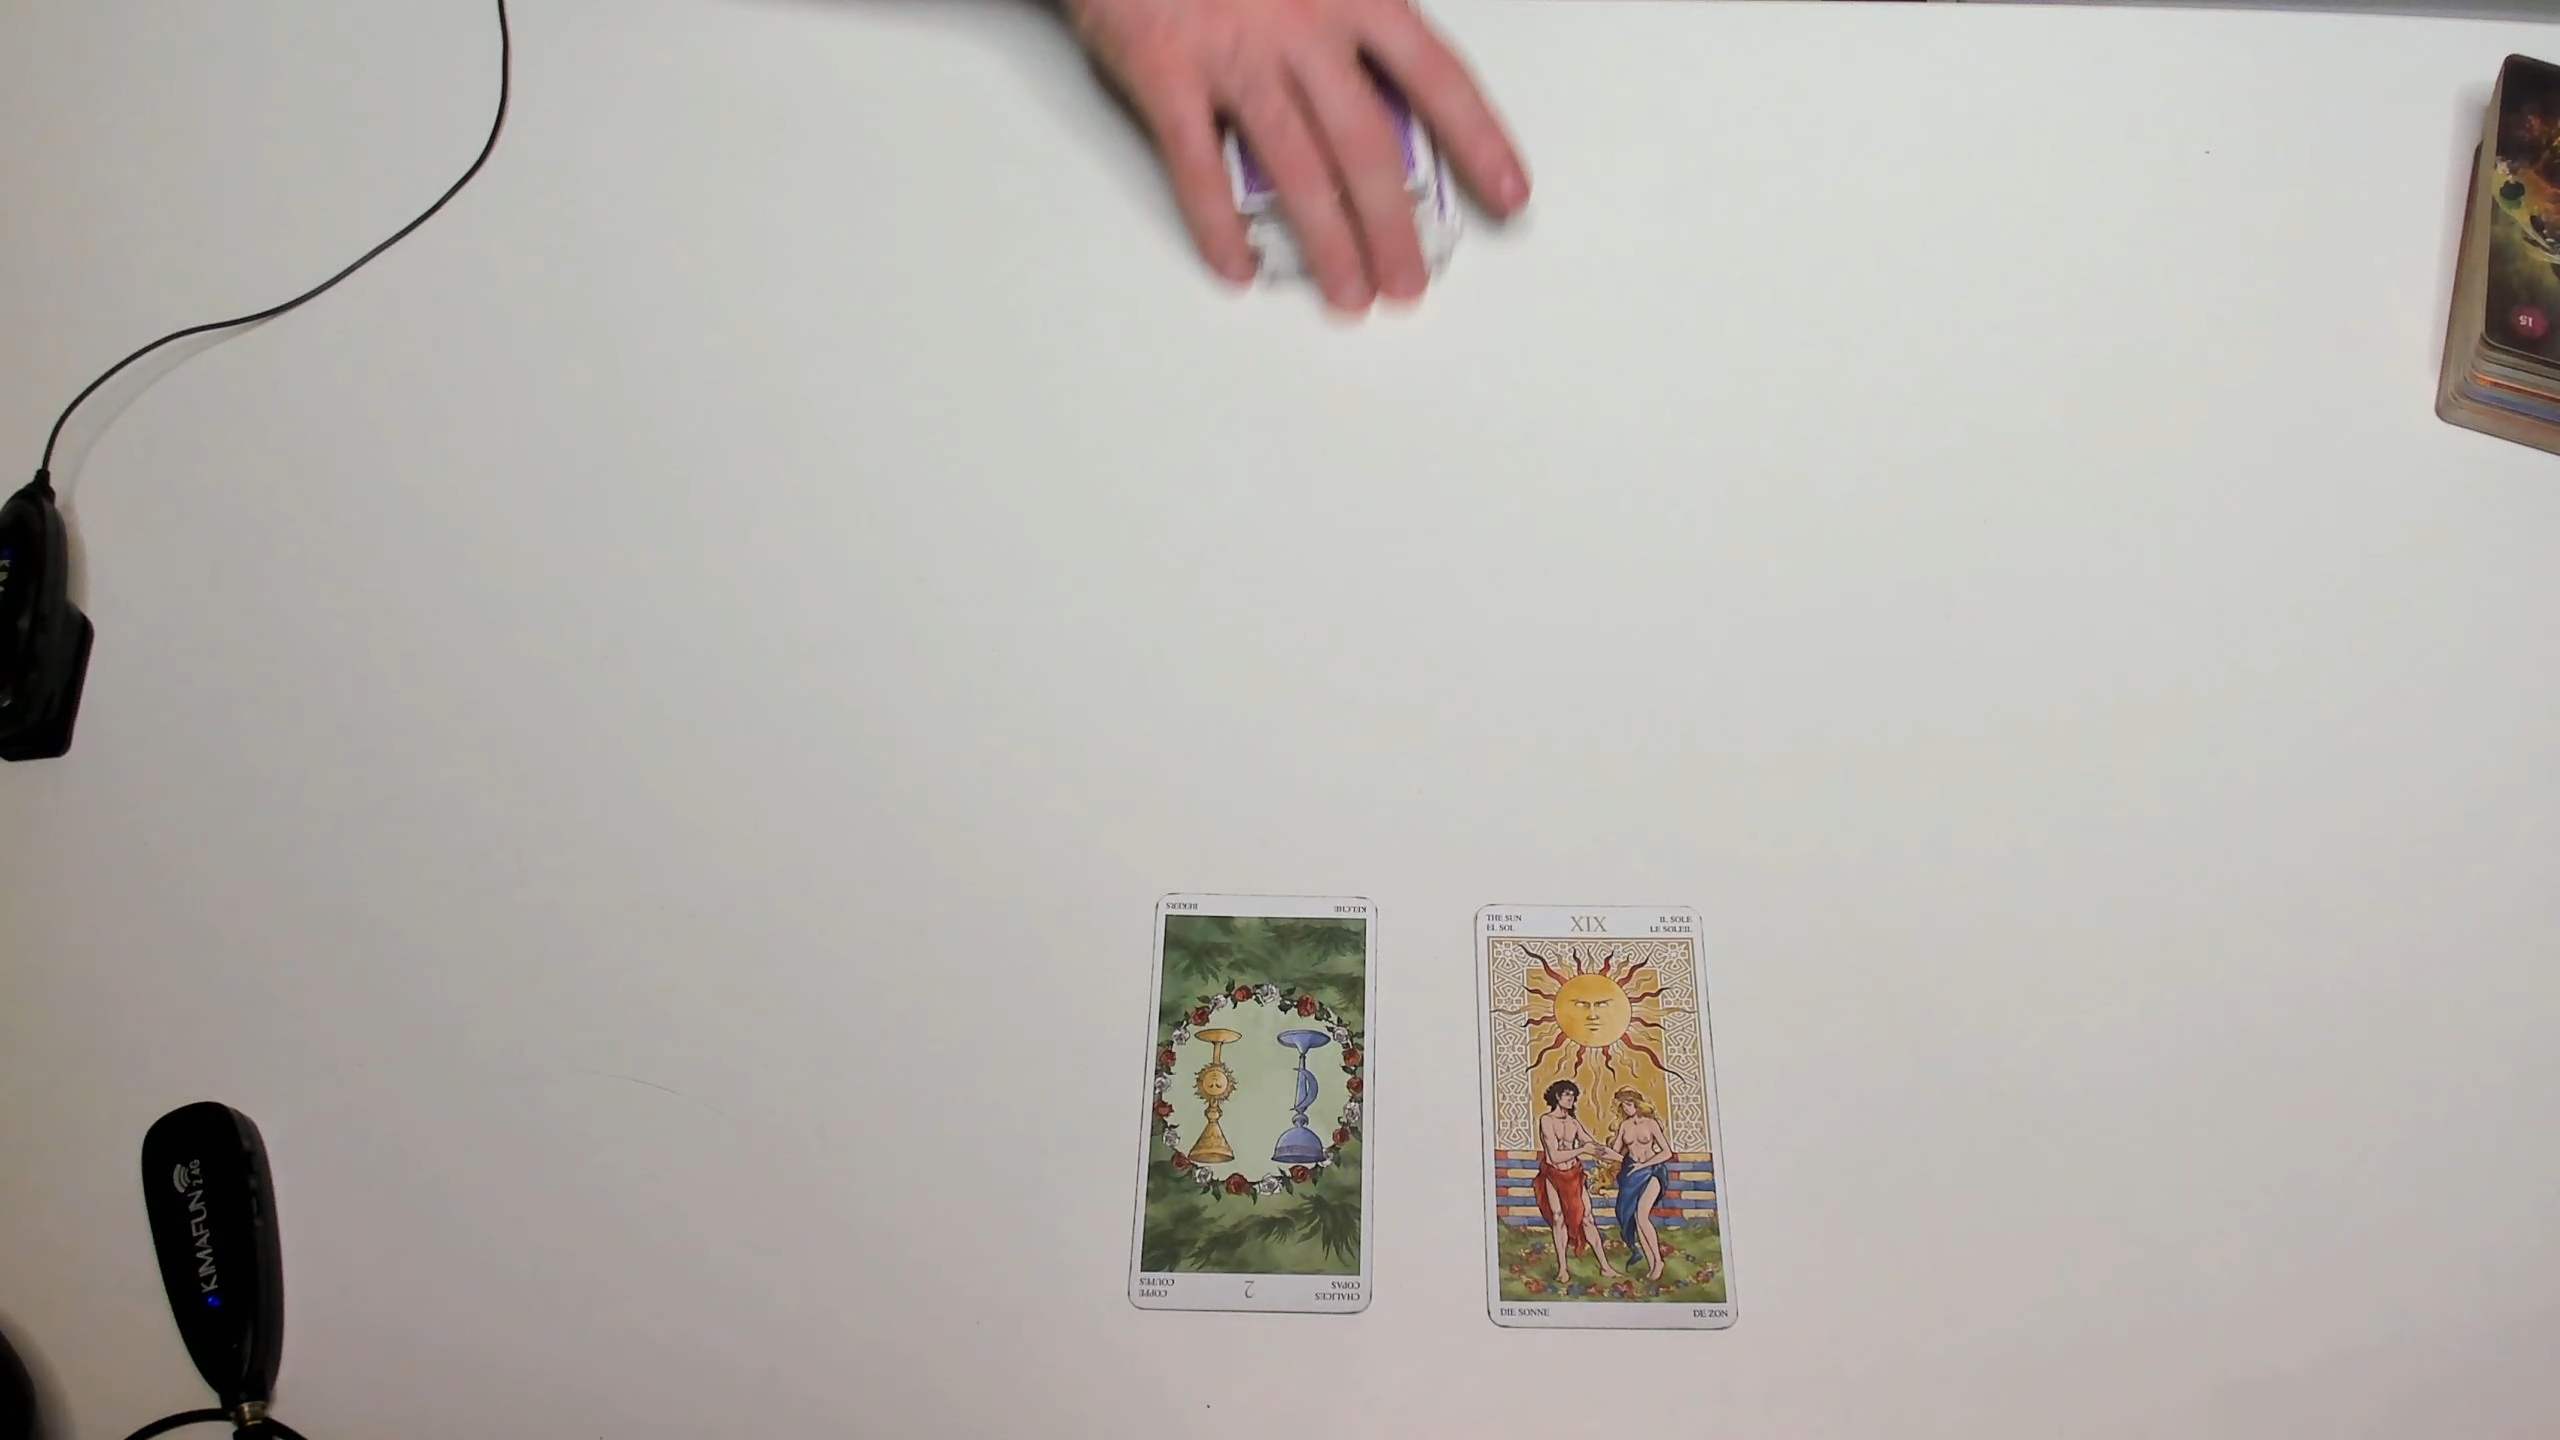 15
BEKERS KELCHE
THE SUN XIX IL SOLE
EL SOL LE SOLEIL
KIMAFUN 2.4G
COUPES 2 COPAS
COPPE CHALICES
DIE SONNE DE ZON